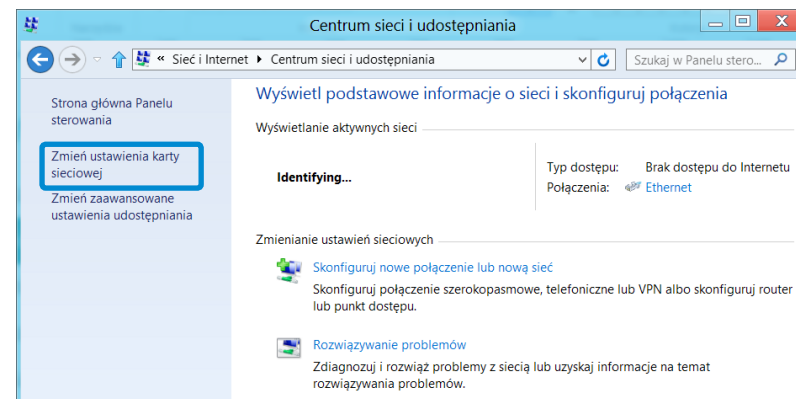 Centrum sieci i udostępniania
« Sieć i Internet ▸ Centrum sieci i udostępniania
Szukaj w Panelu stero...
Strona główna Panelu
sterowania
Zmień ustawienia karty
sieciowej
Zmień zaawansowane
ustawienia udostępniania
Wyświetl podstawowe informacje o sieci i skonfiguruj połączenia
Wyświetlanie aktywnych sieci
Identifying...
Typ dostępu: Brak dostępu do Internetu
Połączenia: Ethernet
Zmienianie ustawień sieciowych
Skonfiguruj nowe połączenie lub nową sieć
Skonfiguruj połączenie szerokopasmowe, telefoniczne lub VPN albo skonfiguruj router
lub punkt dostępu.
Rozwiązywanie problemów
Zdiagnozuj i rozwiąż problemy z siecią lub uzyskaj informacje na temat
rozwiązywania problemów.